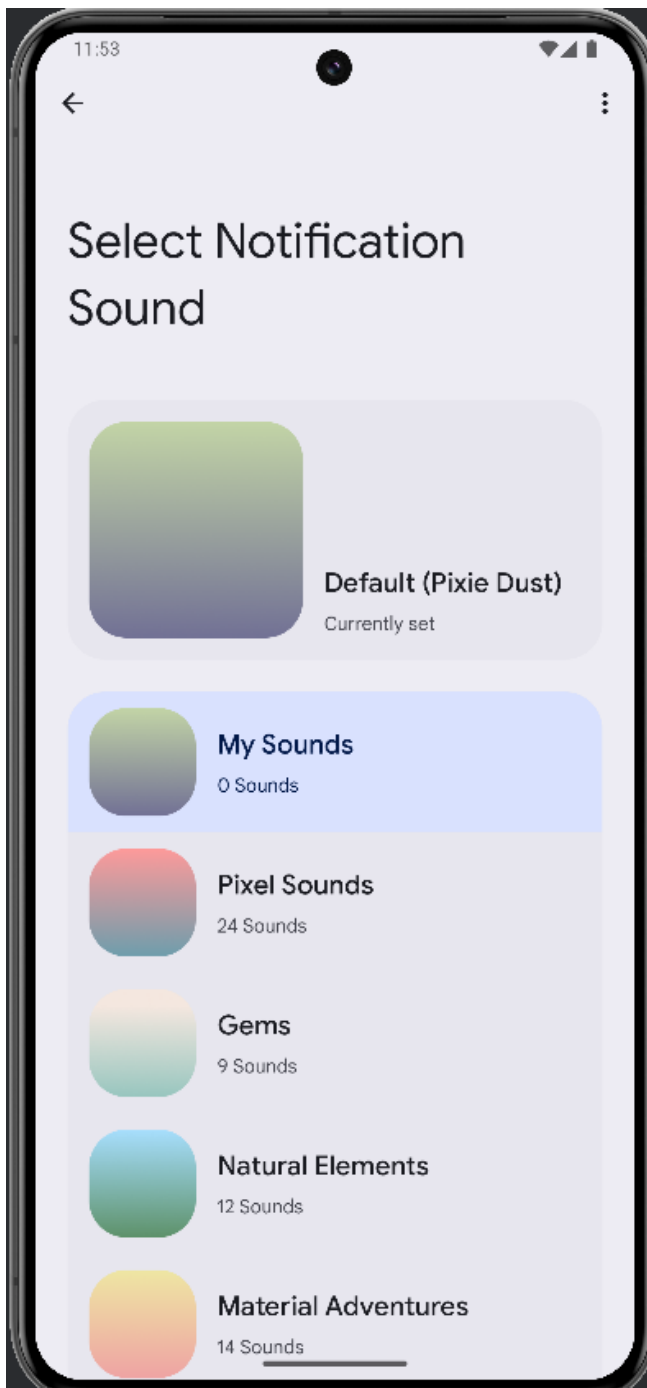 11:53
Select Notification
Sound
Default (Pixie Dust)
Currently set
My Sounds
0 Sounds
Pixel Sounds
24 Sounds
Gems
9 Sounds
Natural Elements
12 Sounds
Material Adventures
14 Sounds